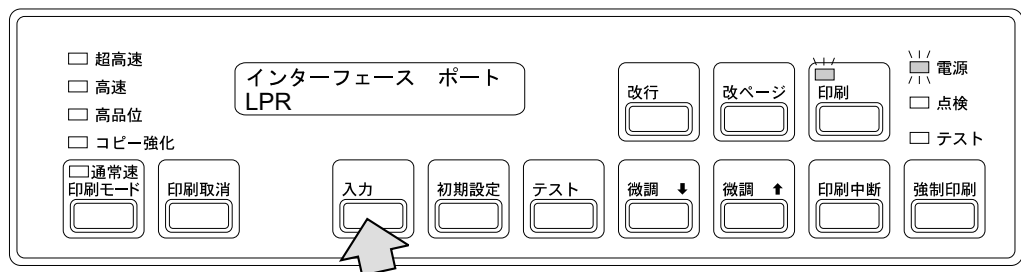 超高速
高速
高品位
コピー強化
通常速
印刷モード
印刷取消
インターフェース ポート
LPR
入力
初期設定
テスト
改行
改ページ
印刷
微調 ⬇
微調 ⬆
印刷中断
強制印刷
電源
点検
テスト